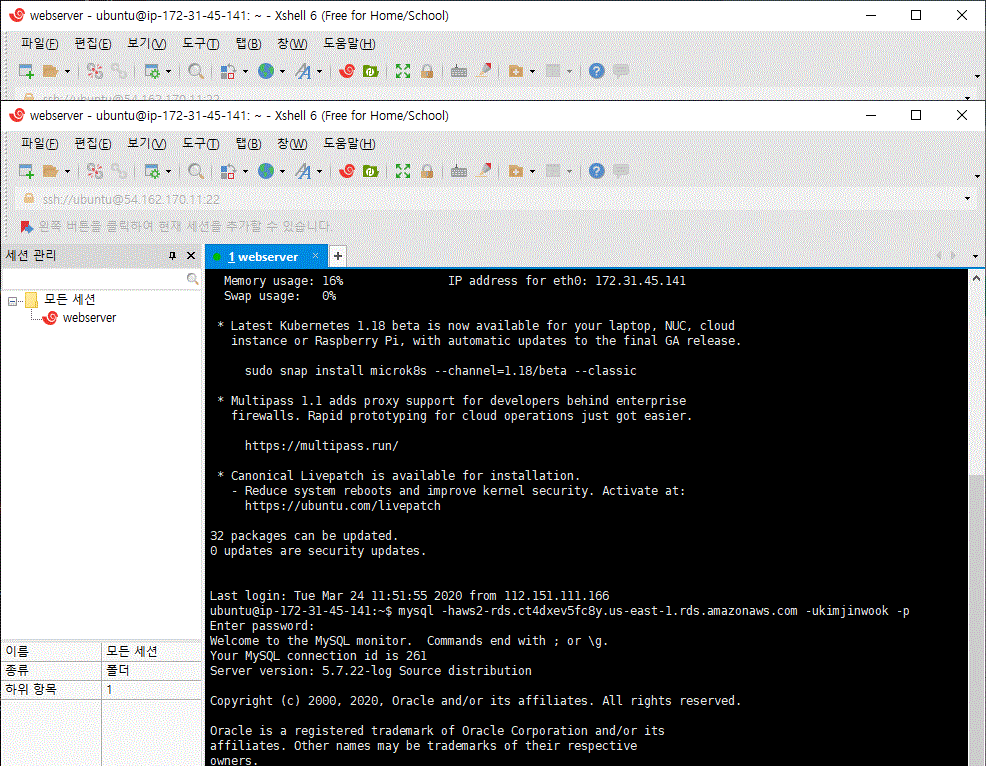 webserver - ubuntu@ip-172-31-45-141: ~ - Xshell 6 (Free for Home/School)
파일(F) 편집(E) 보기(V) 도구(T) 탭(B) 창(W) 도움말(H)
ssh://ubuntu@54.162.170.11:22
webserver - ubuntu@ip-172-31-45-141: ~ - Xshell 6 (Free for Home/School)
파일(F) 편집(E) 보기(V) 도구(T) 탭(B) 창(W) 도움말(H)
ssh://ubuntu@54.162.170.11:22
왼쪽 버튼을 클릭하여 현재 세션을 추가할 수 있습니다.
세션 관리
1 webserver
모든 세션
webserver
이름 모든 세션
종류 폴더
하위 항목 1
Memory usage: 16% IP address for eth0: 172.31.45.141
Swap usage: 0%
* Latest Kubernetes 1.18 beta is now available for your laptop, NUC, cloud
instance or Raspberry Pi, with automatic updates to the final GA release.
sudo snap install microk8s --channel=1.18/beta --classic
* Multipass 1.1 adds proxy support for developers behind enterprise
firewalls. Rapid prototyping for cloud operations just got easier.
https://multipass.run/
* Canonical Livepatch is available for installation.
- Reduce system reboots and improve kernel security. Activate at:
https://ubuntu.com/livepatch
32 packages can be updated.
0 updates are security updates.
Last login: Tue Mar 24 11:51:55 2020 from 112.151.111.166
ubuntu@ip-172-31-45-141:~$ mysql -haws2-rds.ct4dxev5fc8y.us-east-1.rds.amazonaws.com -ukimjinwook -p
Enter password:
Welcome to the MySQL monitor.  Commands end with ; or \g.
Your MySQL connection id is 261
Server version: 5.7.22-log Source distribution
Copyright (c) 2000, 2020, Oracle and/or its affiliates. All rights reserved.
Oracle is a registered trademark of Oracle Corporation and/or its
affiliates. Other names may be trademarks of their respective
owners.